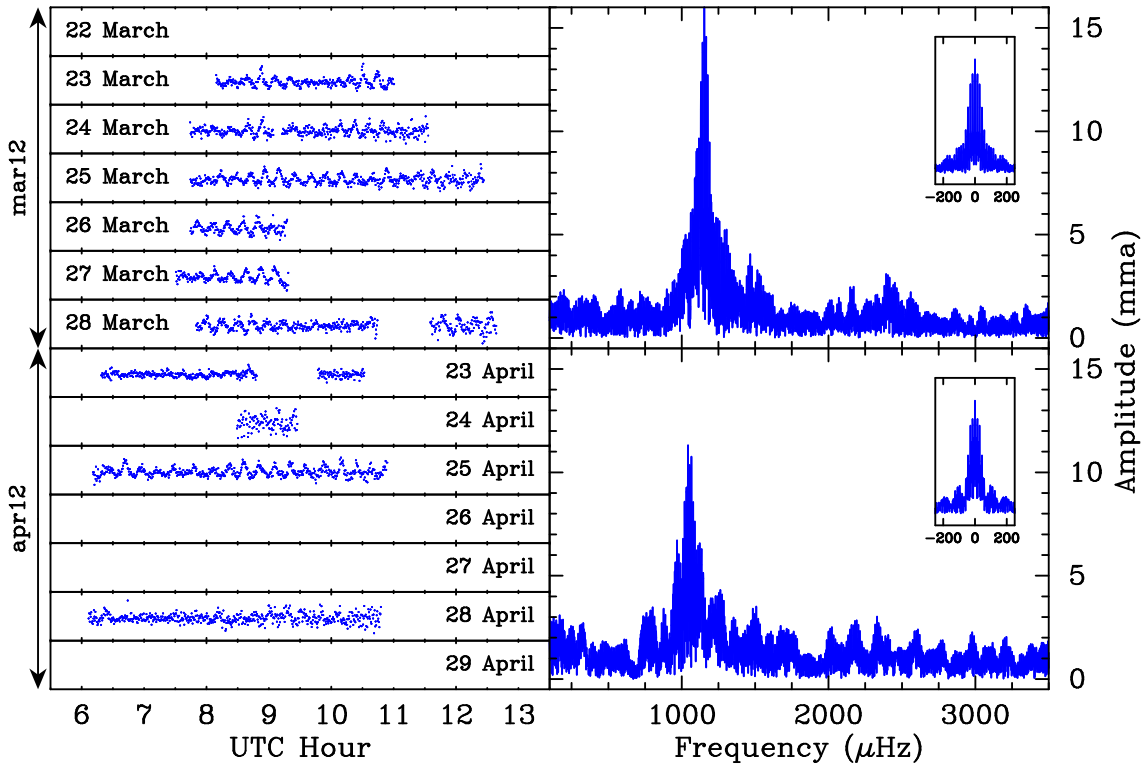 mar12
22 March
23 March
24 March
25 March
26 March
27 March
28 March
apr12
23 April
24 April
25 April
26 April
27 April
28 April
29 April
6 7 8 9 10 11 12 13
UTC Hour
15
10
5
0
-200 0 200
15
10
5
0
-200 0 200
Amplitude (mma)
1000 2000 3000
Frequency (μHz)